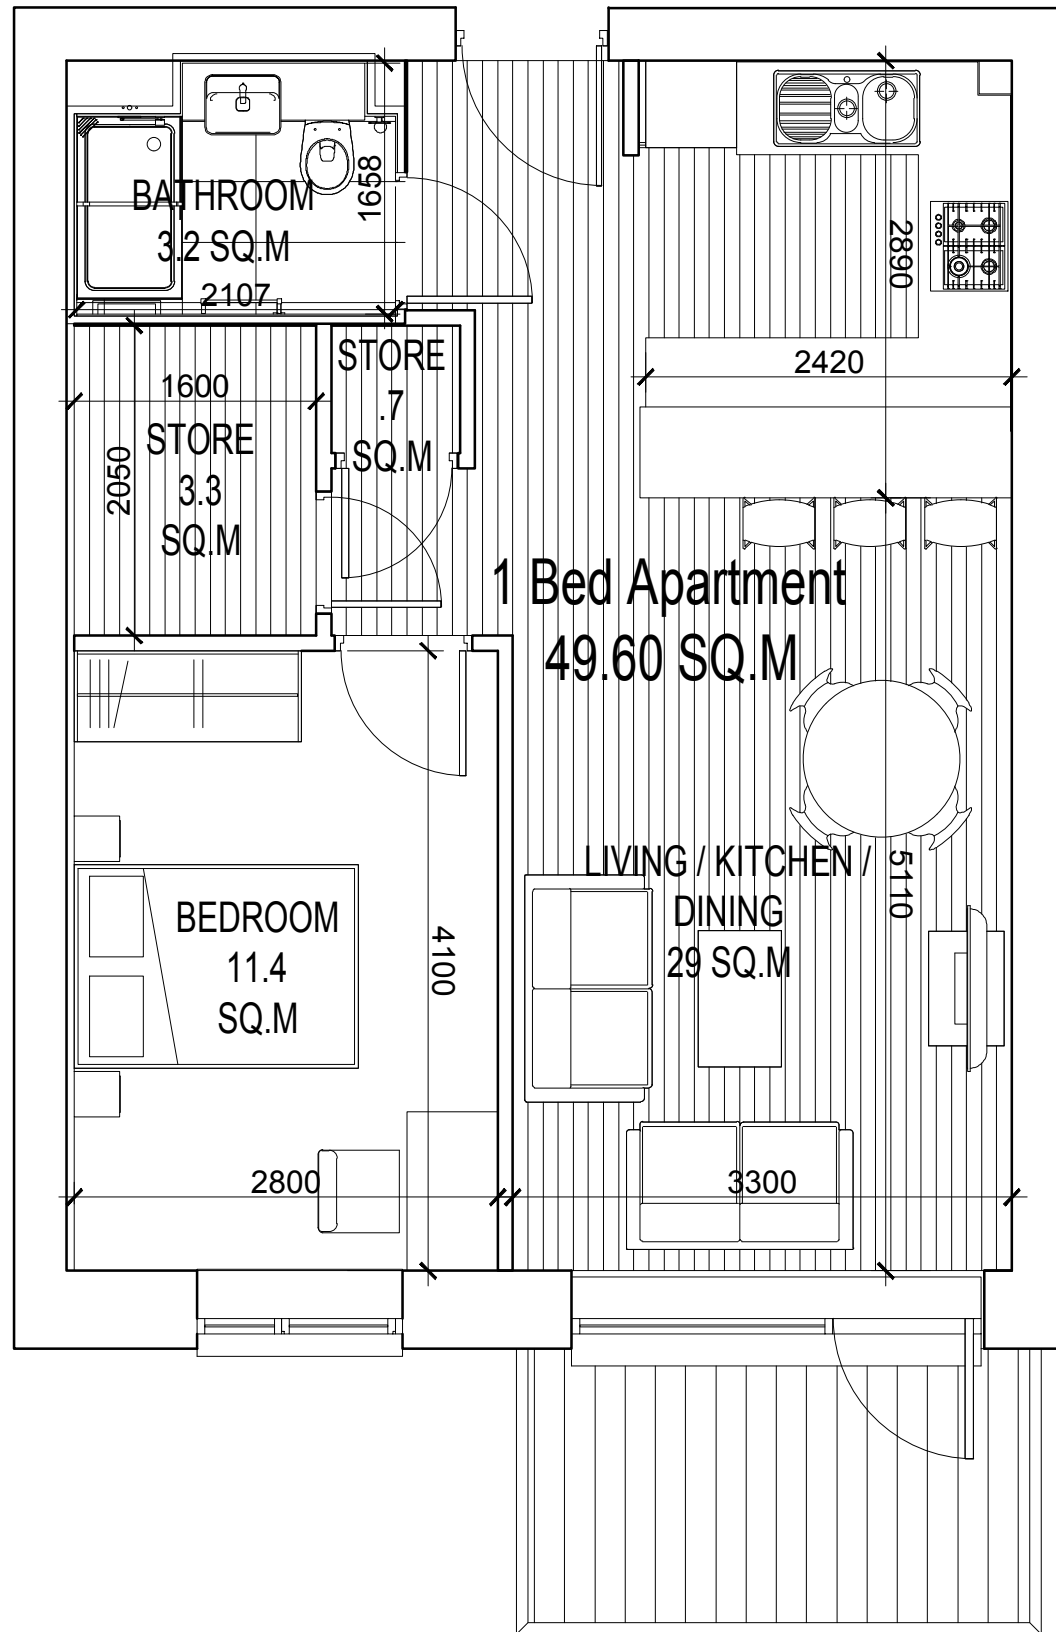 BATHROOM
3.2 SQ.M
1658
2107
2890
2420
STORE
.7
SQ.M
1600
STORE
3.3
SQ.M
2050
1 Bed Apartment
49.60 SQ.M
LIVING / KITCHEN /
DINING
29 SQ.M
5110
BEDROOM
11.4
SQ.M
4100
2800
3300